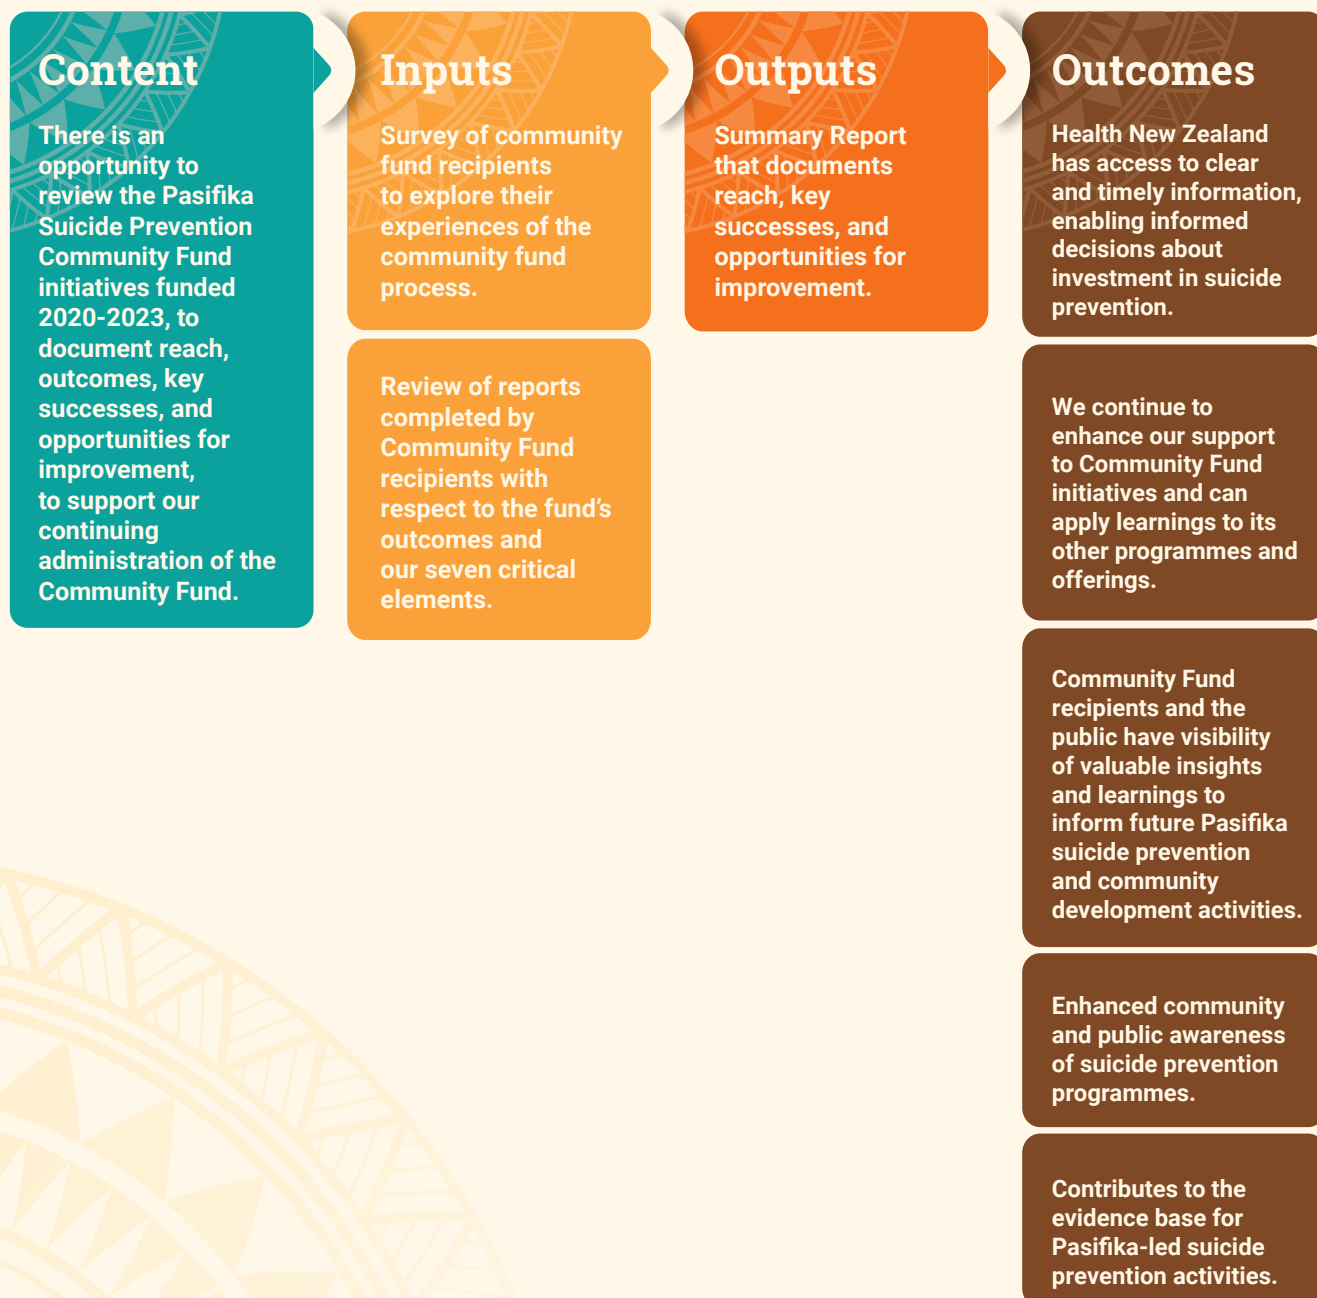 Content
There is an
opportunity to
review the Pasifika
Suicide Prevention
Community Fund
initiatives funded
2020-2023, to
document reach,
outcomes, key
successes, and
opportunities for
improvement,
to support our
continuing
administration of the
Community Fund.
Inputs
Survey of community
fund recipients
to explore their
experiences of the
community fund
process.
Review of reports
completed by
Community Fund
recipients with
respect to the fund’s
outcomes and
our seven critical
elements.
Outputs
Summary Report
that documents
reach, key
successes, and
opportunities for
improvement.
Outcomes
Health New Zealand
has access to clear
and timely information,
enabling informed
decisions about
investment in suicide
prevention.
We continue to
enhance our support
to Community Fund
initiatives and can
apply learnings to its
other programmes and
offerings.
Community Fund
recipients and the
public have visibility
of valuable insights
and learnings to
inform future Pasifika
suicide prevention
and community
development activities.
Enhanced community
and public awareness
of suicide prevention
programmes.
Contributes to the
evidence base for
Pasifika-led suicide
prevention activities.